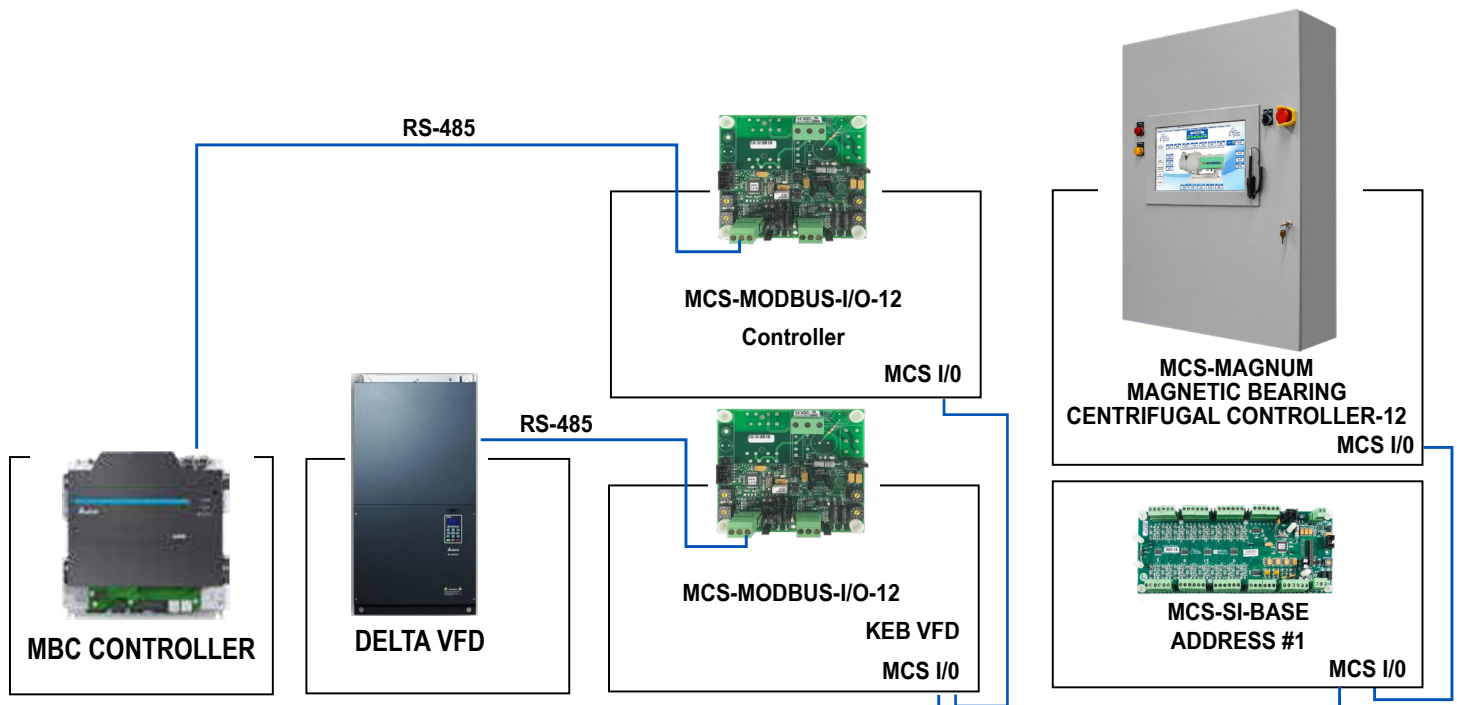 RS-485
MCS-MODBUS-I/O-12
Controller
MCS I/0
MCS-MAGNUM
MAGNETIC BEARING
CENTRIFUGAL CONTROLLER-12
MCS I/0
RS-485
MBC CONTROLLER
DELTA VFD
MCS-MODBUS-I/O-12
KEB VFD
MCS I/0
MCS-SI-BASE
ADDRESS #1
MCS I/0